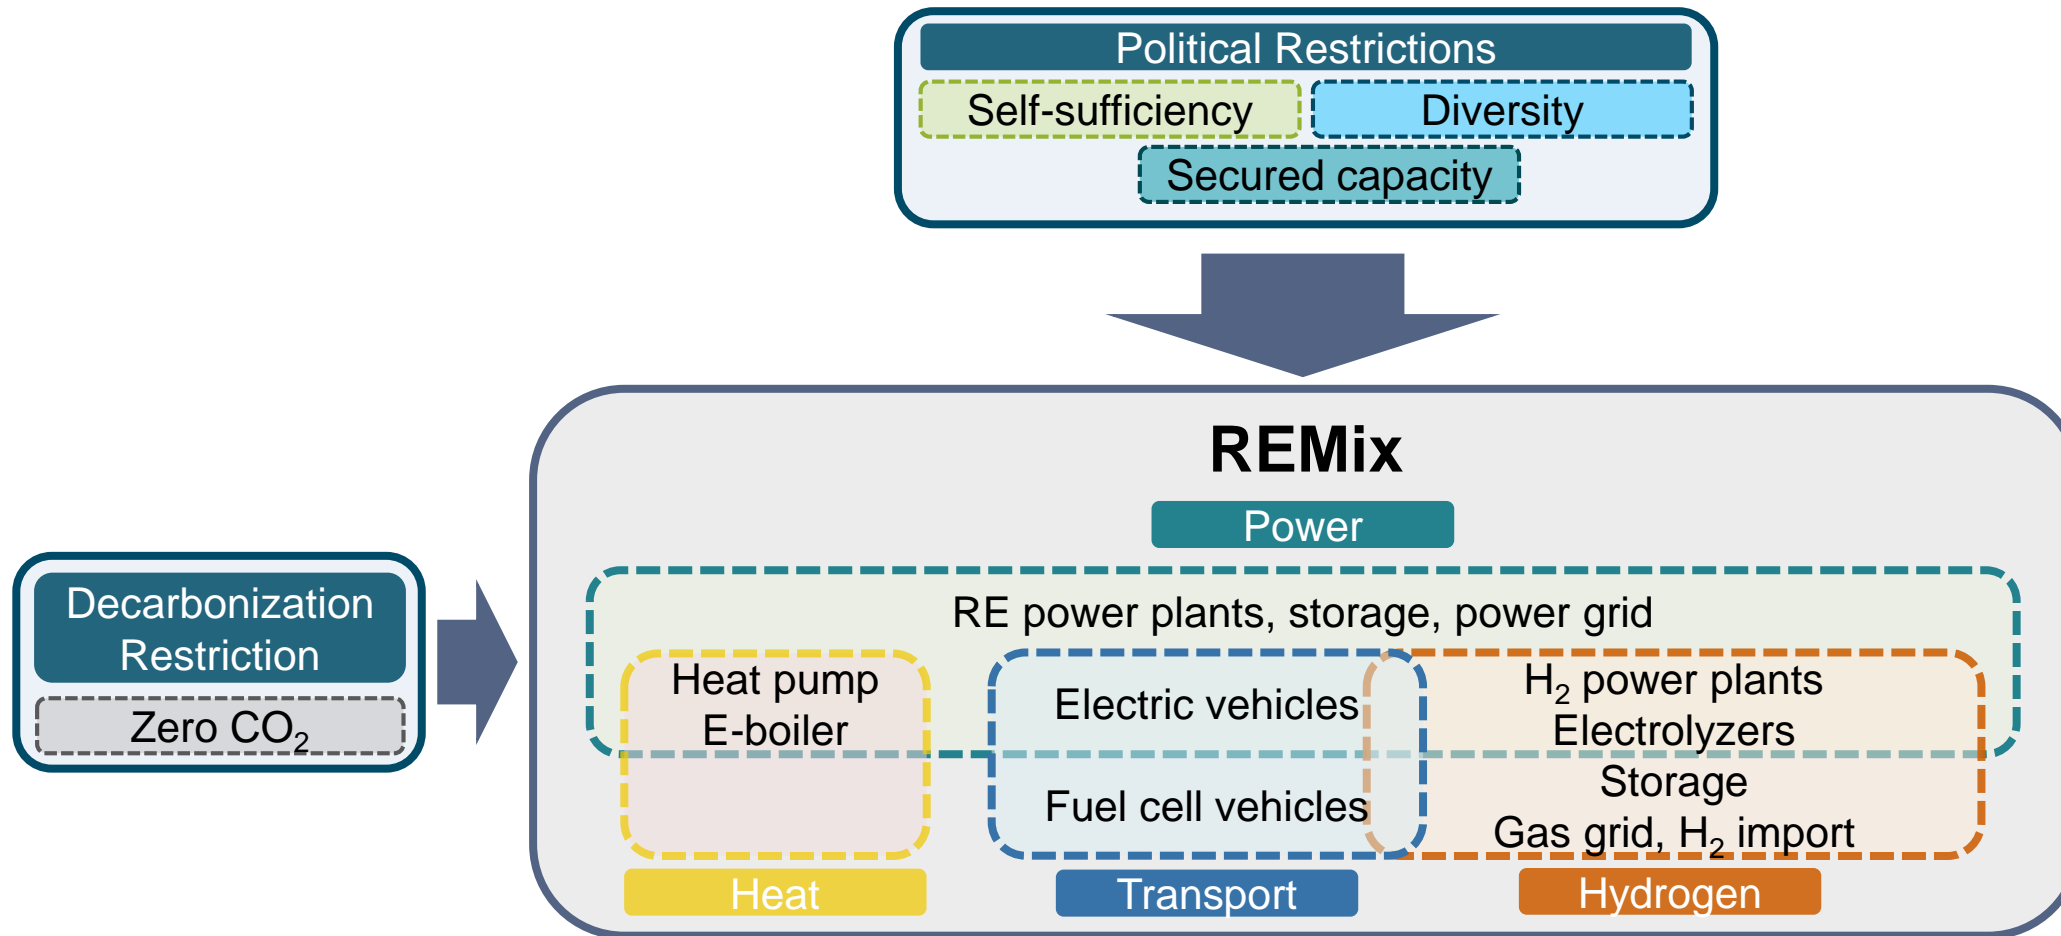 Political Restrictions
Self-sufficiency
Diversity
Secured capacity
REMix
Power
Decarbonization
Restriction
Zero CO₂
RE power plants, storage, power grid
Heat pump
E-boiler
Electric vehicles
Fuel cell vehicles
H₂ power plants
Electrolyzers
Storage
Gas grid, H₂ import
Heat
Transport
Hydrogen